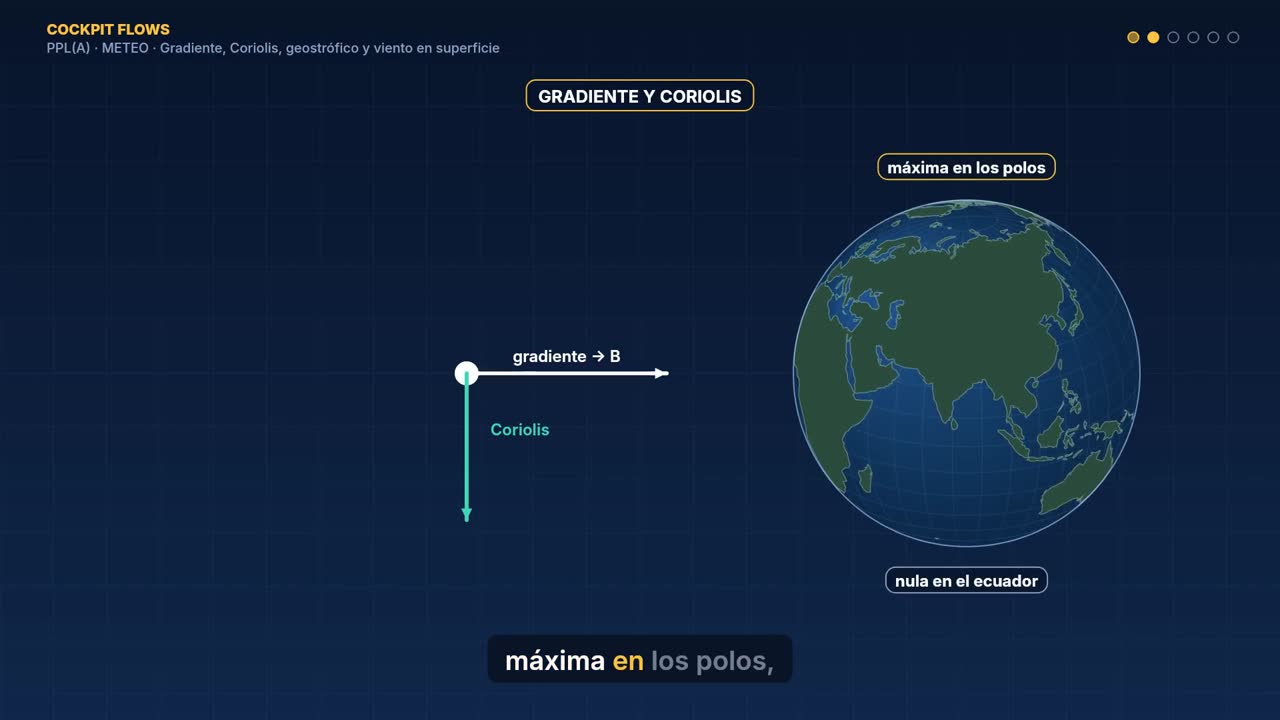 COCKPIT FLOWS
PPL(A) · METEO · Gradiente, Coriolis, geostrófico y viento en superficie
GRADIENTE Y CORIOLIS
máxima en los polos
gradiente → B
Coriolis
nula en el ecuador
máxima en los polos,